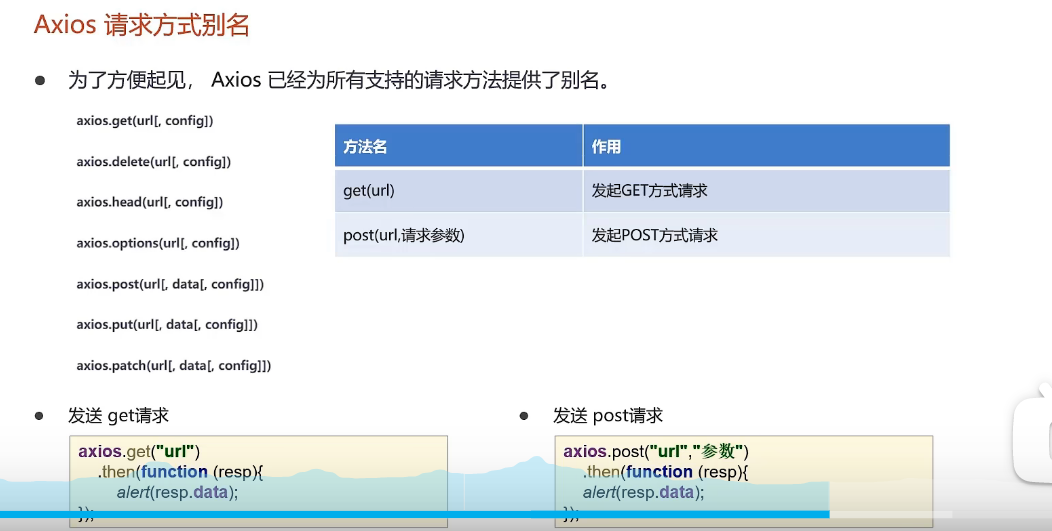 Axios 请求方式别名
● 为了方便起见， Axios 已经为所有支持的请求方法提供了别名。
axios.get(url[, config])
axios.delete(url[, config])
axios.head(url[, config])
axios.options(url[, config])
axios.post(url[, data[, config]])
axios.put(url[, data[, config]])
axios.patch(url[, data[, config]])
方法名 作用
get(url) 发起GET方式请求
post(url,请求参数) 发起POST方式请求
● 发送 get请求
axios.get("url")
.then(function (resp){
alert(resp.data);
});
● 发送 post请求
axios.post("url","参数")
.then(function (resp){
alert(resp.data);
});